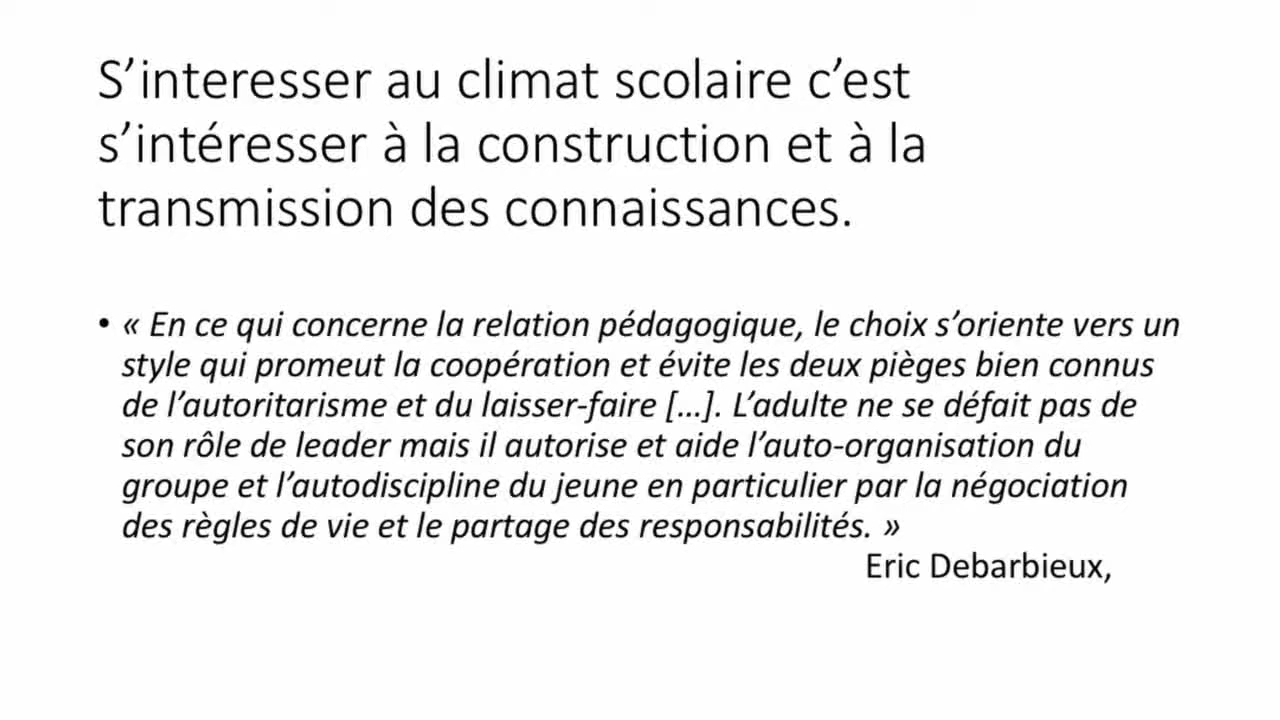 S’interesser au climat scolaire c’est
s’intéresser à la construction et à la
transmission des connaissances.
• « En ce qui concerne la relation pédagogique, le choix s’oriente vers un
style qui promeut la coopération et évite les deux pièges bien connus
de l’autoritarisme et du laisser-faire […]. L’adulte ne se défait pas de
son rôle de leader mais il autorise et aide l’auto-organisation du
groupe et l’autodiscipline du jeune en particulier par la négociation
des règles de vie et le partage des responsabilités. »
Eric Debarbieux,